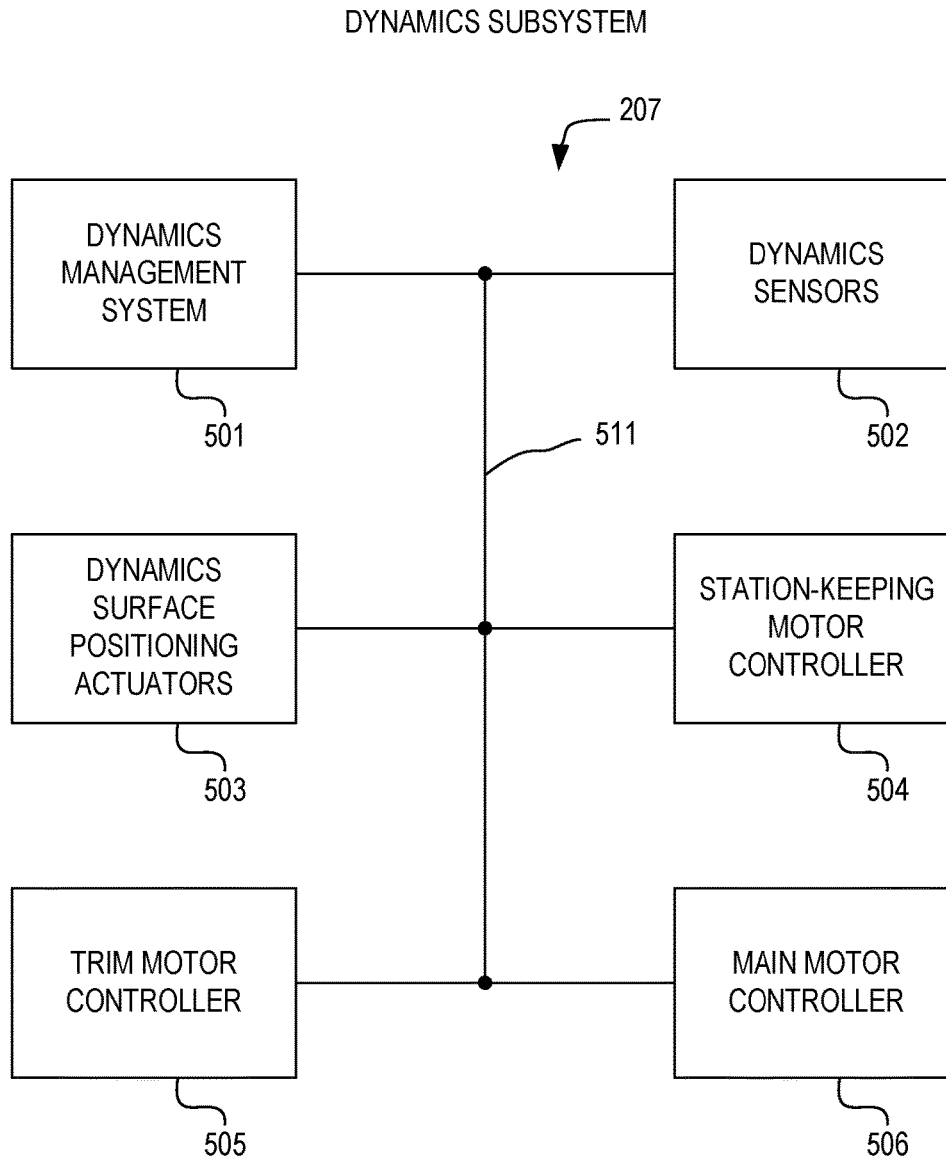 DYNAMICS SUBSYSTEM
207
DYNAMICS
MANAGEMENT
SYSTEM
501
DYNAMICS
SENSORS
502
511
DYNAMICS
SURFACE
POSITIONING
ACTUATORS
503
STATION-KEEPING
MOTOR
CONTROLLER
504
TRIM MOTOR
CONTROLLER
505
MAIN MOTOR
CONTROLLER
506